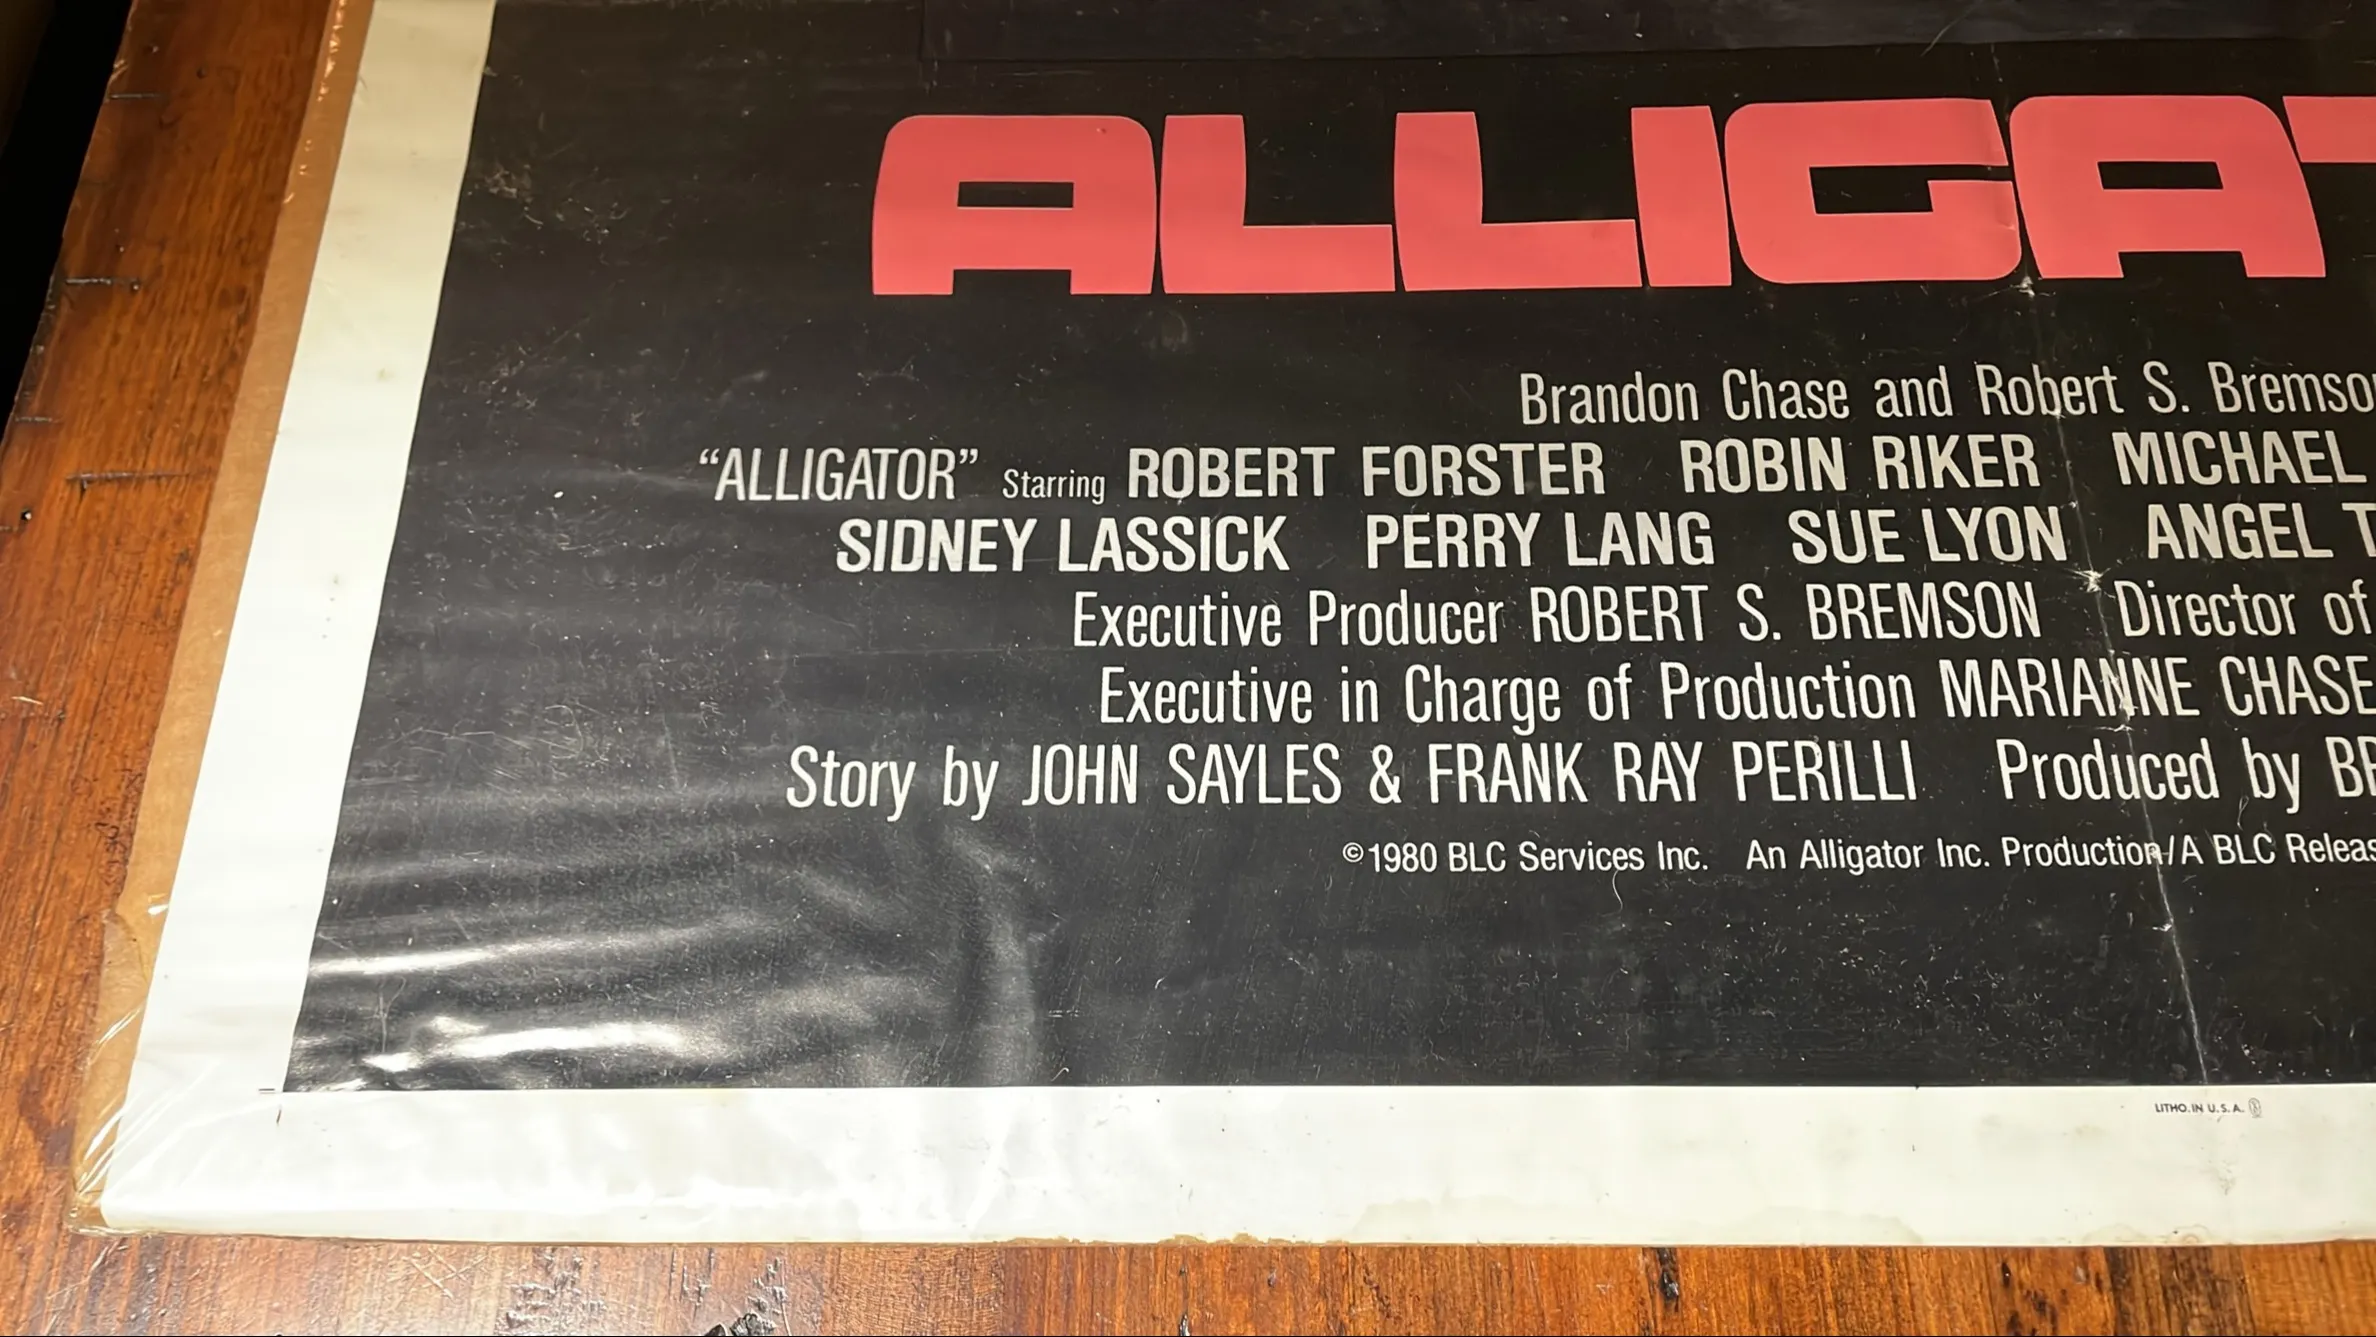 ALLIGAT
Brandon Chase and Robert S. Bremson
“ALLIGATOR” Starring ROBERT FORSTER ROBIN RIKER MICHAEL
SIDNEY LASSICK PERRY LANG SUE LYON ANGEL T
Executive Producer ROBERT S. BREMSON Director of
Executive in Charge of Production MARIANNE CHASE
Story by JOHN SAYLES & FRANK RAY PERILLI Produced by BR
©1980 BLC Services Inc. An Alligator Inc. Production/A BLC Releas
LITHO. IN U.S.A.